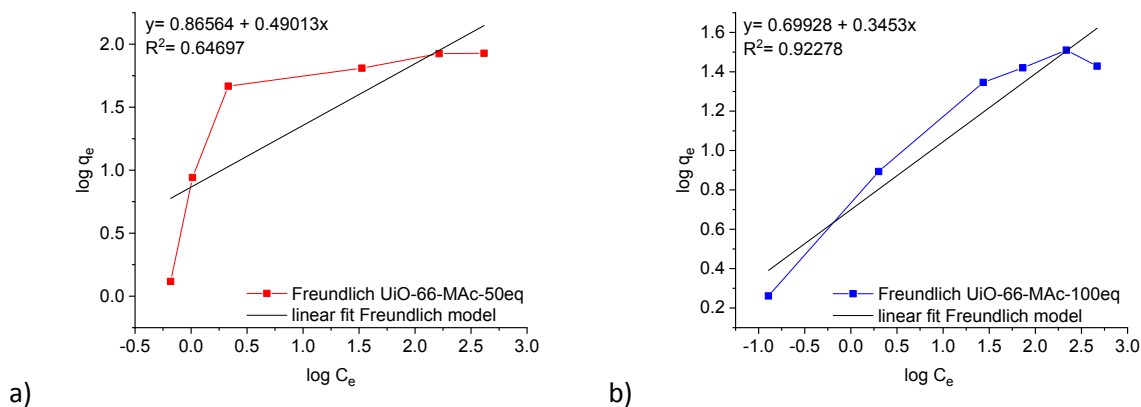 y= 0.86564 + 0.49013x
R²= 0.64697
2.0
1.5
1.0
0.5
0.0
log qₑ
Freundlich UiO-66-MAc-50eq
linear fit Freundlich model
-0.5 0.0 0.5 1.0 1.5 2.0 2.5 3.0
log Cₑ
a)
y= 0.69928 + 0.3453x
R²= 0.92278
1.6
1.4
1.2
1.0
0.8
0.6
0.4
0.2
log qₑ
Freundlich UiO-66-MAc-100eq
linear fit Freundlich model
-1.0 -0.5 0.0 0.5 1.0 1.5 2.0 2.5 3.0
log Cₑ
b)